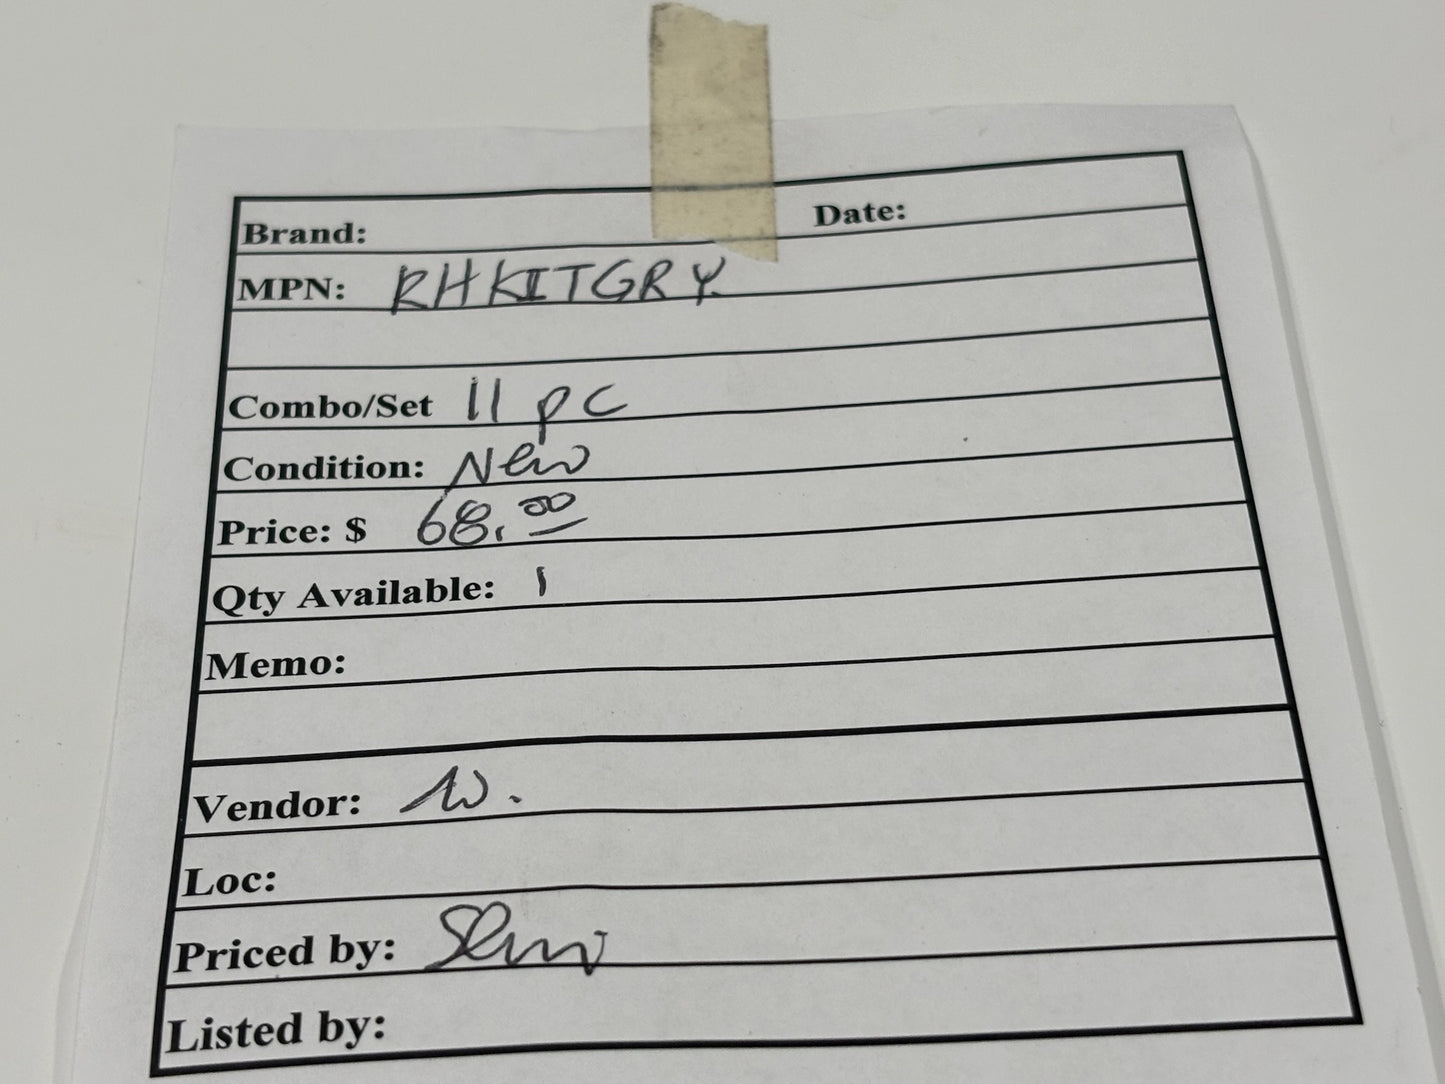 Brand: Date:
MPN: RHKITGRY
Combo/Set 11 pc
Condition: New
Price: $ 68.00
Qty Available: 1
Memo:
Vendor: W.
Loc:
Priced by:
Listed by: